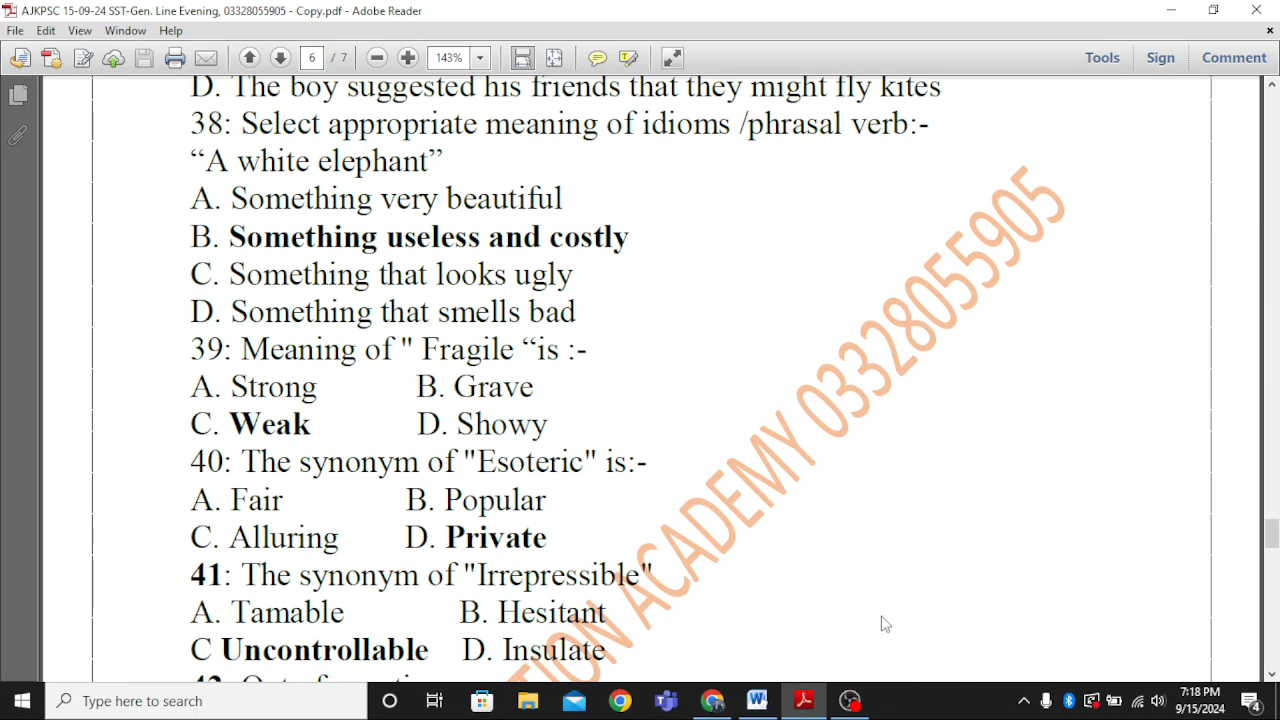 AJKPSC 15-09-24 SST-Gen. Line Evening, 03328055905 - Copy.pdf - Adobe Reader
File Edit View Window Help
6 / 7 143% Tools Sign Comment
D. The boy suggested his friends that they might fly kites
38: Select appropriate meaning of idioms /phrasal verb:-
“A white elephant”
A. Something very beautiful
B. Something useless and costly
C. Something that looks ugly
D. Something that smells bad
39: Meaning of " Fragile “is :-
A. Strong B. Grave
C. Weak D. Showy
40: The synonym of "Esoteric" is:-
A. Fair B. Popular
C. Alluring D. Private
41: The synonym of "Irrepressible"
A. Tamable B. Hesitant
C Uncontrollable D. Insulate
ACADEMY 03328055905
Type here to search
7:18 PM
9/15/2024
4